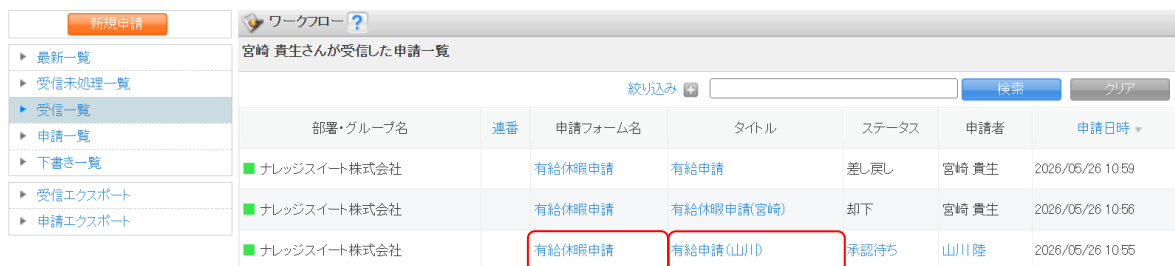 新規申請
最新一覧
受信未処理一覧
受信一覧
申請一覧
下書き一覧
受信エクスポート
申請エクスポート
ワークフロー ?
宮崎 貴生さんが受信した申請一覧
絞り込み 検索 クリア
部署・グループ名 連番 申請フォーム名 タイトル ステータス 申請者 申請日時
ナレッジスイート株式会社 有給休暇申請 有給申請 差し戻し 宮崎 貴生 2026/05/26 10:59
ナレッジスイート株式会社 有給休暇申請 有給休暇申請(宮崎) 却下 宮崎 貴生 2026/05/26 10:56
ナレッジスイート株式会社 有給休暇申請 有給申請(山川) 承認待ち 山川 陸 2026/05/26 10:55